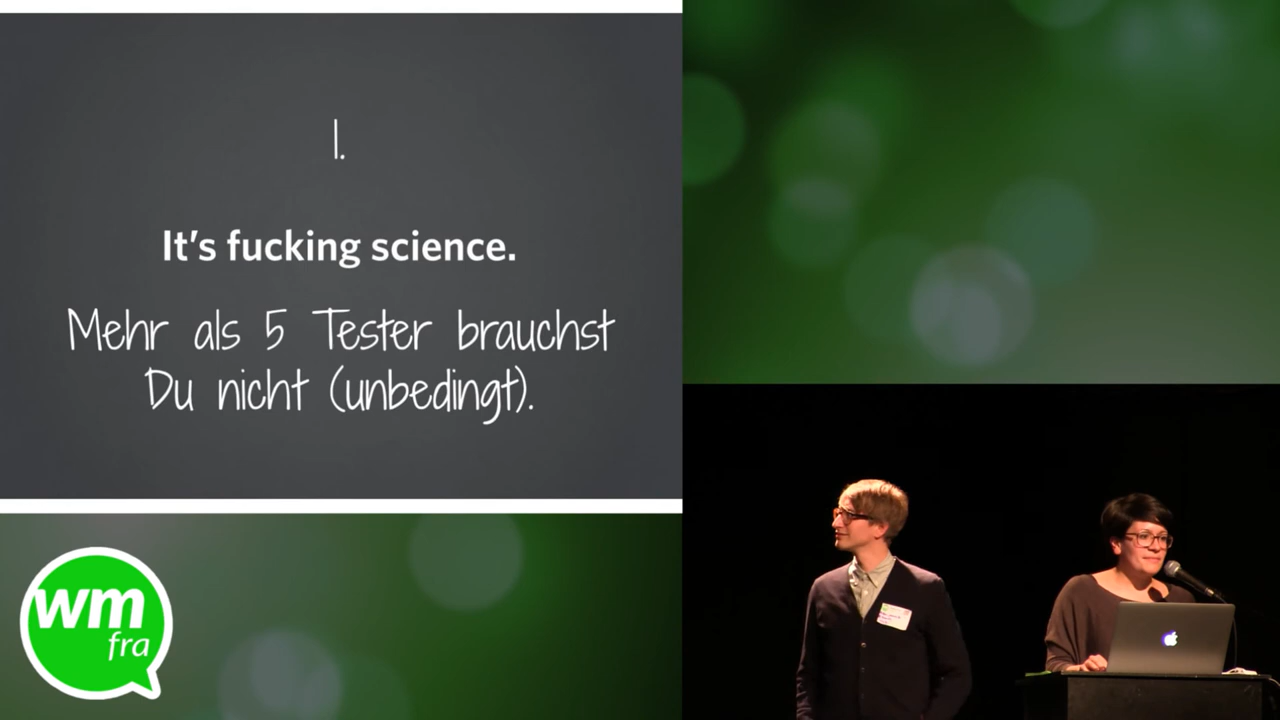 1.
It's fucking science.
Mehr als 5 Tester brauchst
Du nicht (unbedingt).
wm
fra